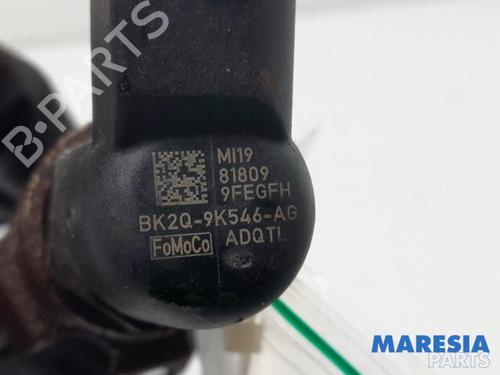 MI19
81809
9FEGFH
BK2Q-9K546-AG
FoMoCo ADQTL
B-Parts
MARESIA
PARTS